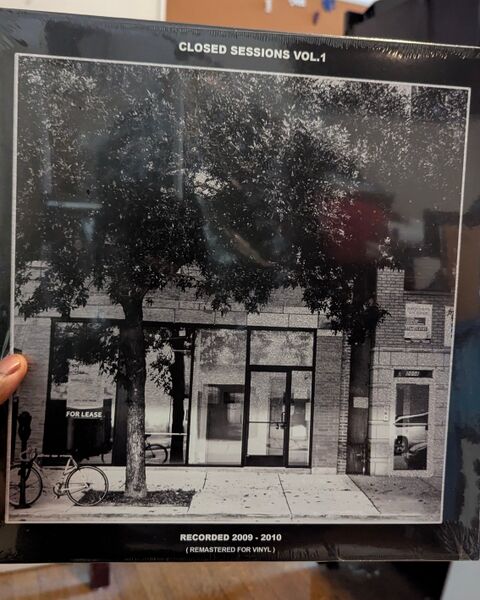 CLOSED SESSIONS VOL.1
FOR LEASE
RECORDED 2009 - 2010
( REMASTERED FOR VINYL )